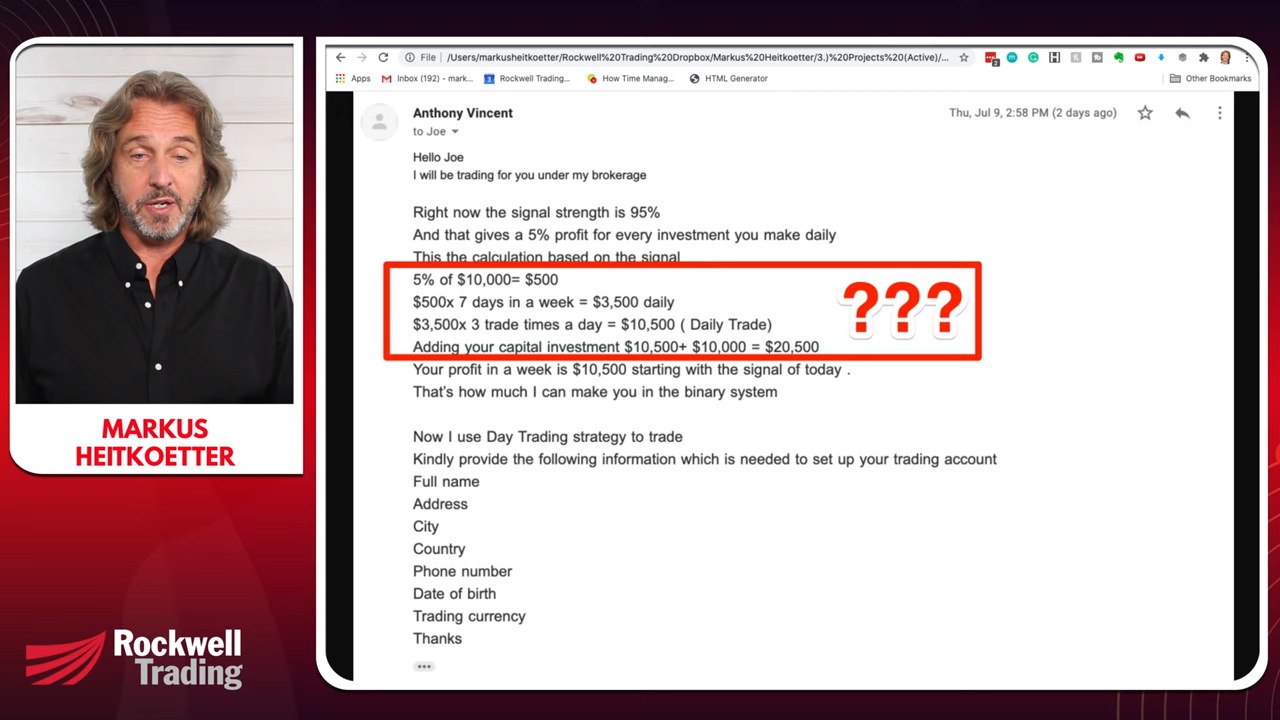 MARKUS
HEITKOETTER
Rockwell
Trading
File /Users/markusheitkoetter/Rockwell%20Trading%20Dropbox/Markus%20Heitkoetter/3.)%20Projects%20(Active)/...
Apps Inbox (192) - mark... Rockwell Trading... How Time Manag... HTML Generator Other Bookmarks
Anthony Vincent Thu, Jul 9, 2:58 PM (2 days ago)
to Joe
Hello Joe
I will be trading for you under my brokerage
Right now the signal strength is 95%
And that gives a 5% profit for every investment you make daily
This the calculation based on the signal
5% of $10,000= $500
$500x 7 days in a week = $3,500 daily
$3,500x 3 trade times a day = $10,500 ( Daily Trade)
???
Adding your capital investment $10,500+ $10,000 = $20,500
Your profit in a week is $10,500 starting with the signal of today .
That's how much I can make you in the binary system
Now I use Day Trading strategy to trade
Kindly provide the following information which is needed to set up your trading account
Full name
Address
City
Country
Phone number
Date of birth
Trading currency
Thanks